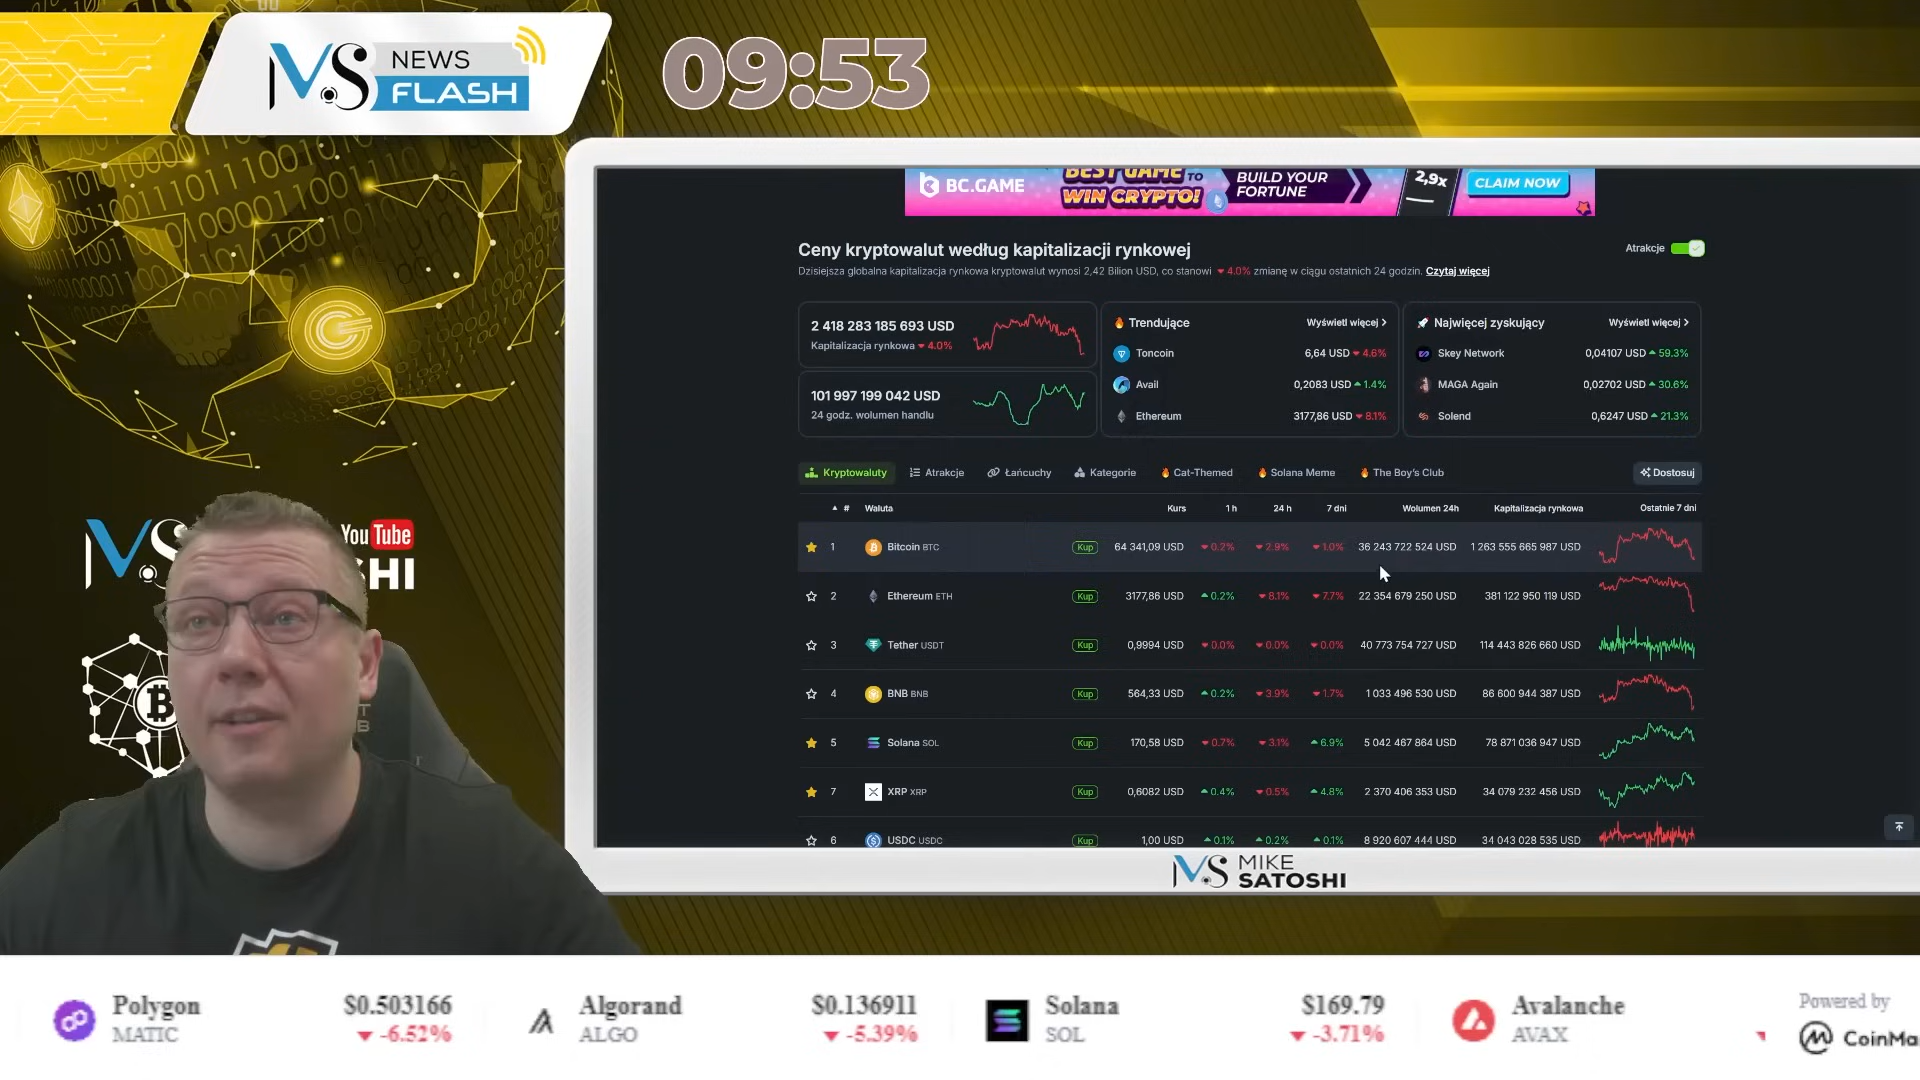 NEWS
FLASH
09:53
BC.GAME
BEST GAME TO
WIN CRYPTO!
BUILD YOUR
FORTUNE
2,9x
CLAIM NOW
Ceny kryptowalut według kapitalizacji rynkowej
Atrakcje
Dzisiejsza globalna kapitalizacja rynkowa kryptowalut wynosi 2,42 Bilion USD, co stanowi 4.0% zmianę w ciągu ostatnich 24 godzin. Czytaj więcej
2 418 283 185 693 USD
Kapitalizacja rynkowa 4.0%
101 997 199 042 USD
24 godz. wolumen handlu
Trendujące Wyświetl więcej
Toncoin 6,64 USD 4.6%
Avail 0,2083 USD 1.4%
Ethereum 3177,86 USD 8.1%
Najwięcej zyskujący Wyświetl więcej
Skey Network 0,04107 USD 59.3%
MAGA Again 0,02702 USD 30.6%
Solend 0,6247 USD 21.3%
Kryptowaluty Atrakcje Łańcuchy Kategorie Cat-Themed Solana Meme The Boy's Club Dostosuj
# Waluta Kurs 1 h 24 h 7 dni Wolumen 24h Kapitalizacja rynkowa Ostatnie 7 dni
1 Bitcoin BTC Kup 64 341,09 USD 0.2% 2.9% 1.0% 36 243 722 524 USD 1 263 555 665 987 USD
2 Ethereum ETH Kup 3177,86 USD 0.2% 8.1% 7.7% 22 354 679 250 USD 381 122 950 119 USD
3 Tether USDT Kup 0,9994 USD 0.0% 0.0% 0.0% 40 773 754 727 USD 114 443 826 660 USD
4 BNB BNB Kup 564,33 USD 0.2% 3.9% 1.7% 1 033 496 530 USD 86 600 944 387 USD
5 Solana SOL Kup 170,58 USD 0.7% 3.1% 6.9% 5 042 467 864 USD 78 871 036 947 USD
7 XRP XRP Kup 0,6082 USD 0.4% 0.5% 4.8% 2 370 406 353 USD 34 079 232 456 USD
6 USDC USDC Kup 1,00 USD 0.1% 0.2% 0.1% 8 920 607 444 USD 34 043 028 535 USD
MS MIKE
SATOSHI
YouTube
HI
Polygon $0.503166
MATIC -6.52%
Algorand $0.136911
ALGO -5.39%
Solana $169.79
SOL -3.71%
Avalanche
AVAX
Powered by
CoinMa